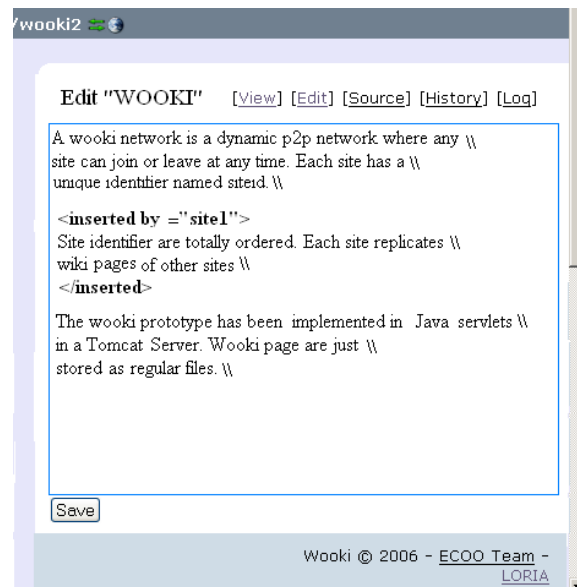 /wooki2
Edit "WOOKI" [View] [Edit] [Source] [History] [Log]
A wooki network is a dynamic p2p network where any \\
site can join or leave at any time. Each site has a \\
unique identifier named siteid. \\
<inserted by ="site1">
Site identifier are totally ordered. Each site replicates \\
wiki pages of other sites \\
</inserted>
The wooki prototype has been implemented in Java servlets \\
in a Tomcat Server. Wooki page are just \\
stored as regular files. \\
Save
Wooki © 2006 - ECOO Team -
LORIA